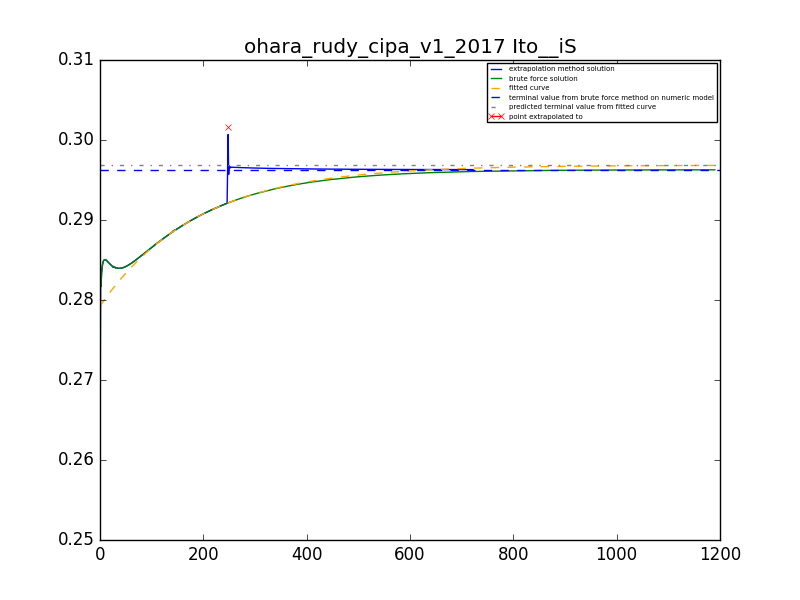 ohara_rudy_cipa_v1_2017 Ito__iS
0.31
extrapolation method solution
brute force solution
fitted curve
terminal value from brute force method on numeric model
predicted terminal value from fitted curve
point extrapolated to
0.30
0.29
0.28
0.27
0.26
0.25
0 200 400 600 800 1000 1200